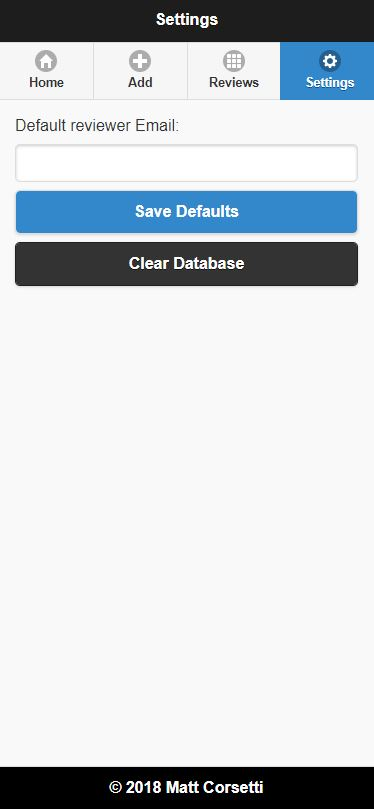 Settings
Home
Add
Reviews
Settings
Default reviewer Email:
Save Defaults
Clear Database
© 2018 Matt Corsetti